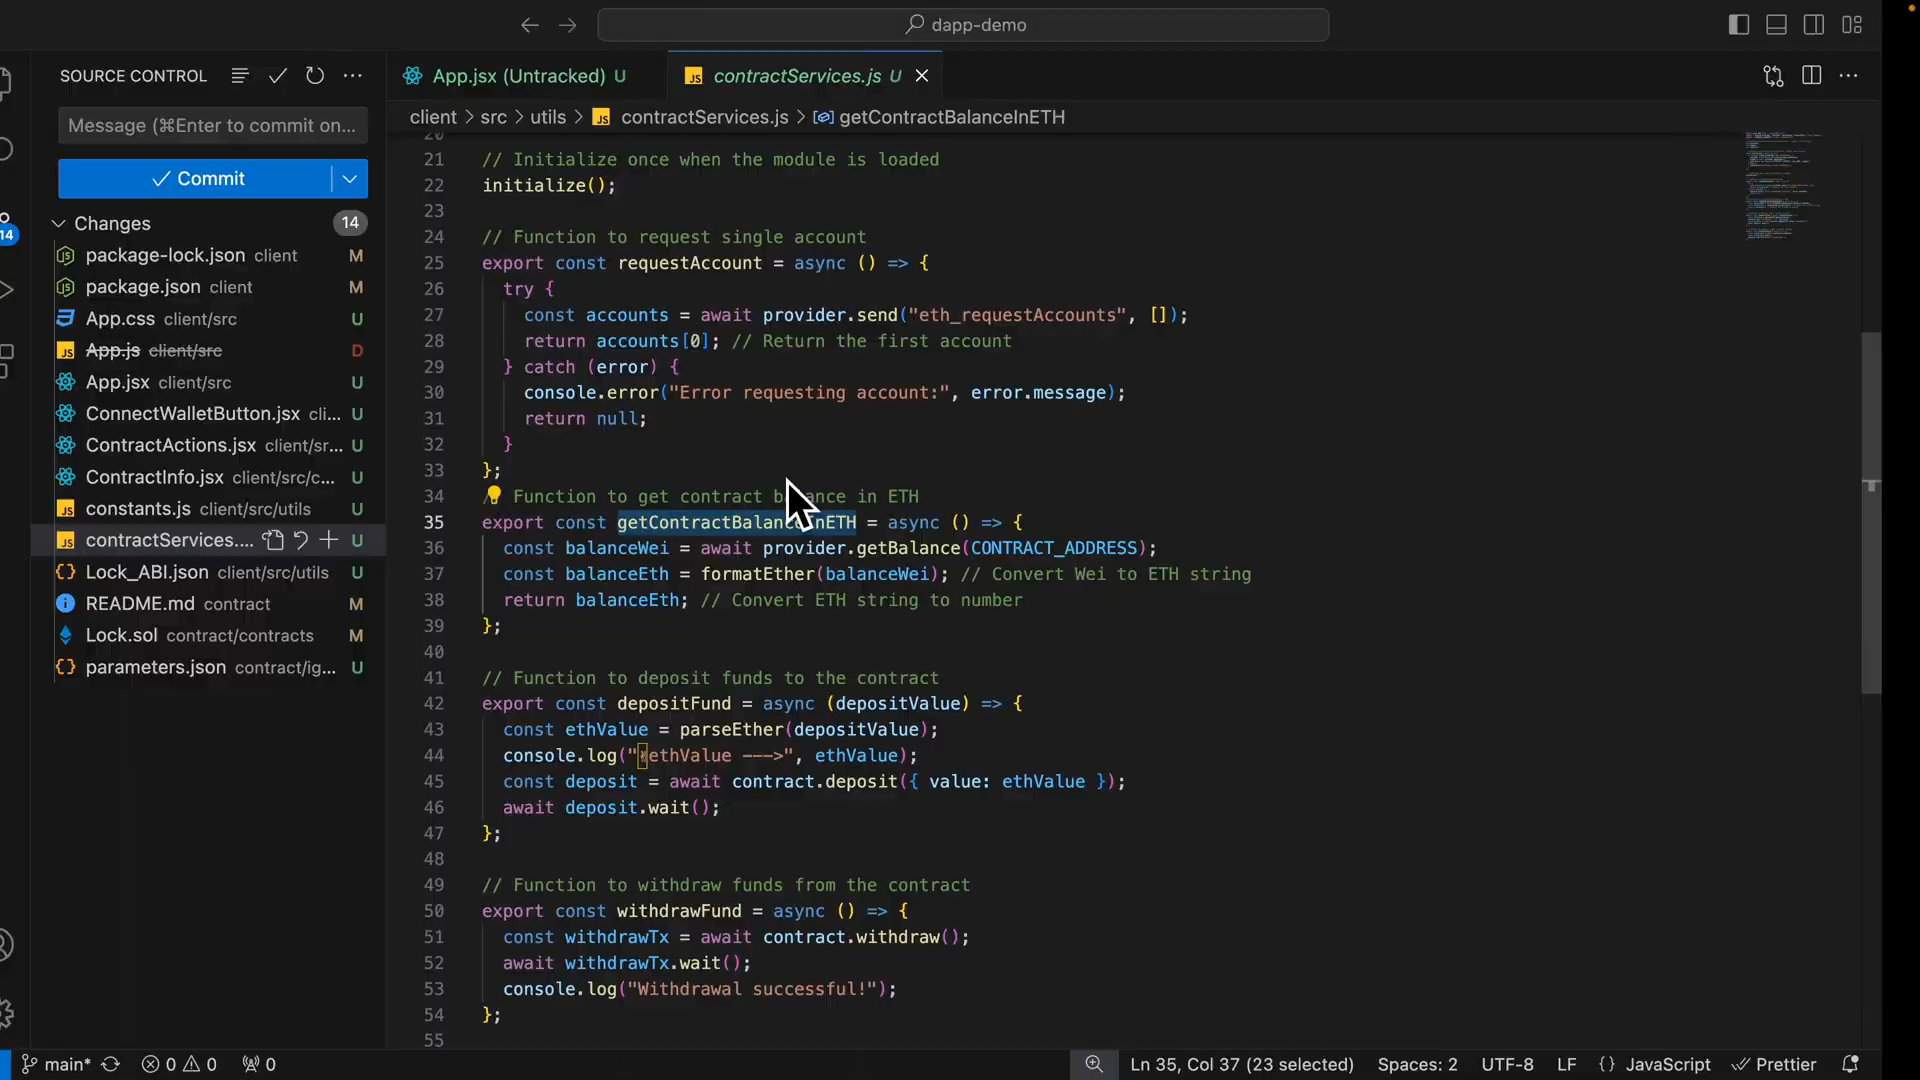 dapp-demo
SOURCE CONTROL
Message (⌘Enter to commit on...
Commit
Changes 14
14
package-lock.json client M
package.json client M
App.css client/src U
App.js client/src D
App.jsx client/src U
ConnectWalletButton.jsx cli... U
ContractActions.jsx client/sr... U
ContractInfo.jsx client/src/c... U
constants.js client/src/utils U
contractServices.... U
Lock_ABI.json client/src/utils U
README.md contract M
Lock.sol contract/contracts M
parameters.json contract/ig... U
App.jsx (Untracked) U
contractServices.js U
client > src > utils > contractServices.js > getContractBalanceInETH
20
21 // Initialize once when the module is loaded
22 initialize();
23
24 // Function to request single account
25 export const requestAccount = async () => {
26 try {
27 const accounts = await provider.send("eth_requestAccounts", []);
28 return accounts[0]; // Return the first account
29 } catch (error) {
30 console.error("Error requesting account:", error.message);
31 return null;
32 }
33 };
34 // Function to get contract balance in ETH
35 export const getContractBalanceInETH = async () => {
36 const balanceWei = await provider.getBalance(CONTRACT_ADDRESS);
37 const balanceEth = formatEther(balanceWei); // Convert Wei to ETH string
38 return balanceEth; // Convert ETH string to number
39 };
40
41 // Function to deposit funds to the contract
42 export const depositFund = async (depositValue) => {
43 const ethValue = parseEther(depositValue);
44 console.log("ethValue --->", ethValue);
45 const deposit = await contract.deposit({ value: ethValue });
46 await deposit.wait();
47 };
48
49 // Function to withdraw funds from the contract
50 export const withdrawFund = async () => {
51 const withdrawTx = await contract.withdraw();
52 await withdrawTx.wait();
53 console.log("Withdrawal successful!");
54 };
55
main* 0 0 0 Ln 35, Col 37 (23 selected) Spaces: 2 UTF-8 LF {} JavaScript Prettier